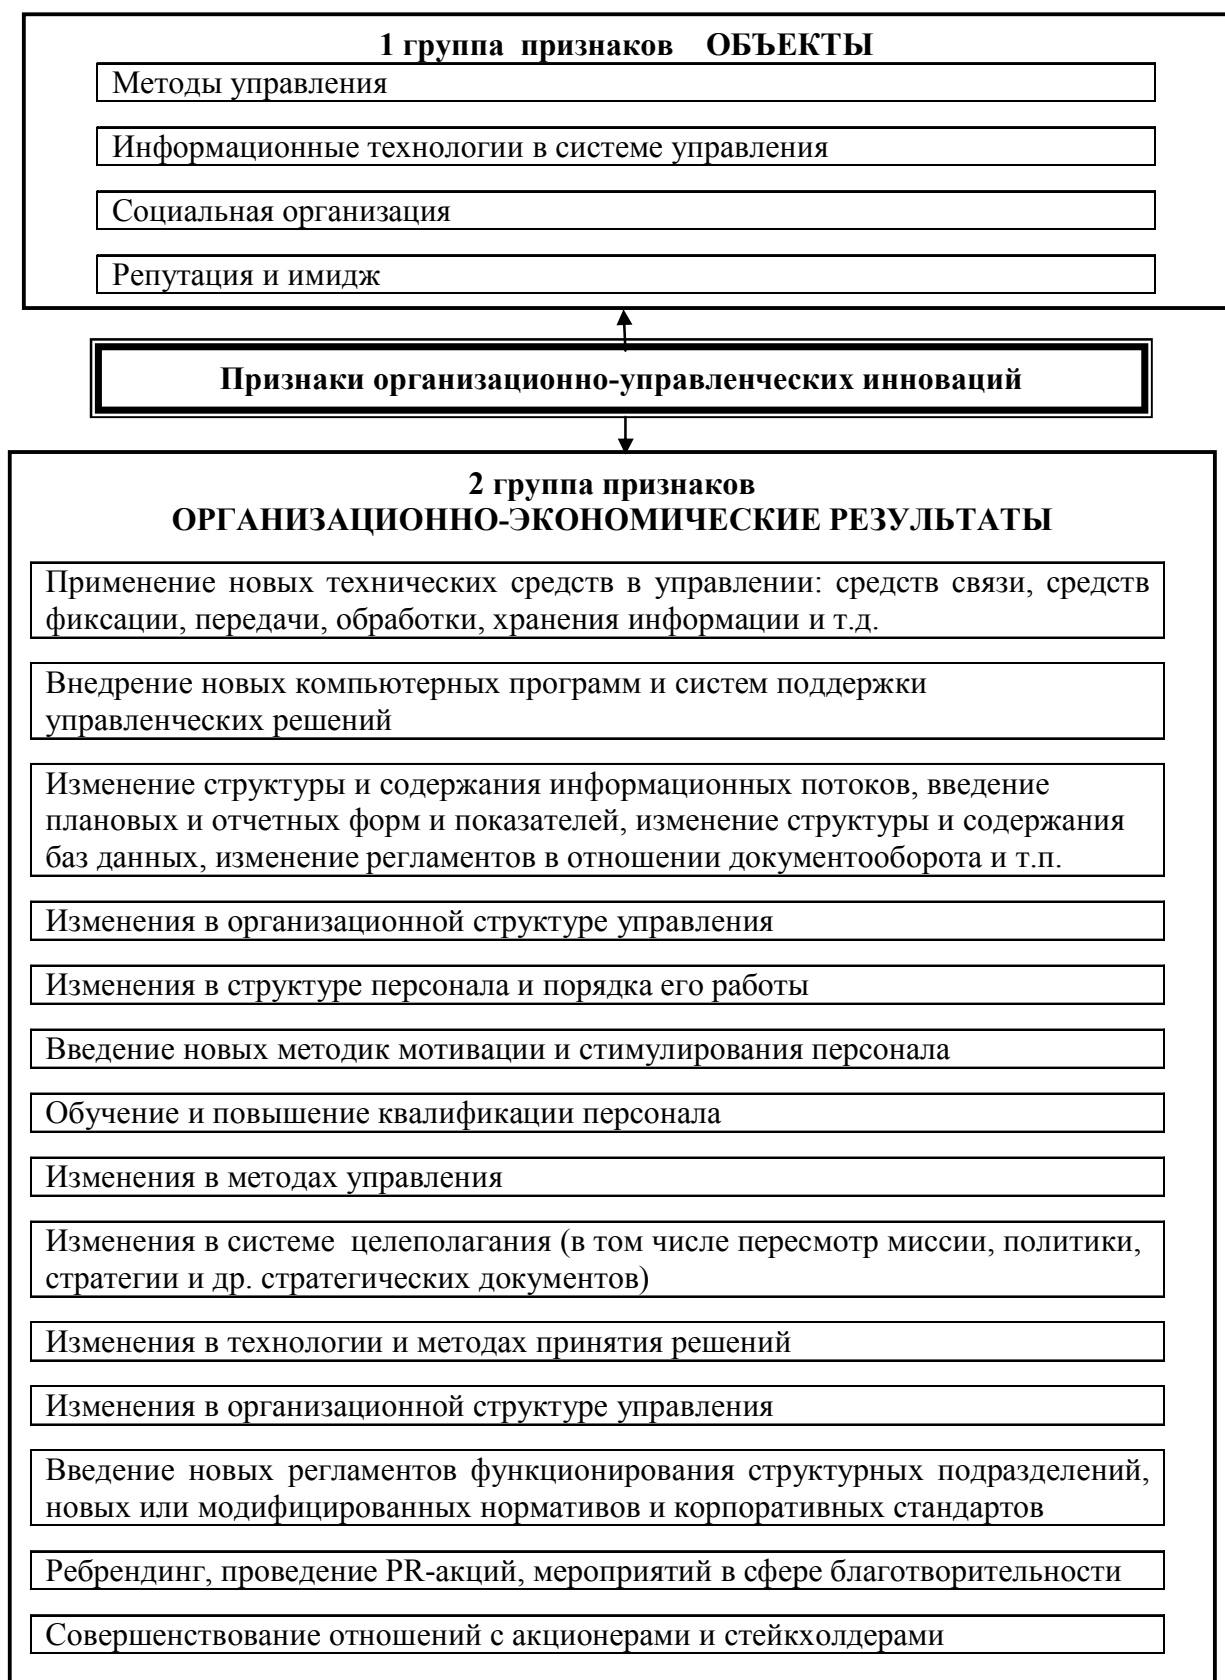 1 группа признаков ОБЪЕКТЫ
Методы управления
Информационные технологии в системе управления
Социальная организация
Репутация и имидж
Признаки организационно-управленческих инноваций
2 группа признаков
ОРГАНИЗАЦИОННО-ЭКОНОМИЧЕСКИЕ РЕЗУЛЬТАТЫ
Применение новых технических средств в управлении: средств связи, средств
фиксации, передачи, обработки, хранения информации и т.д.
Внедрение новых компьютерных программ и систем поддержки
управленческих решений
Изменение структуры и содержания информационных потоков, введение
плановых и отчетных форм и показателей, изменение структуры и содержания
баз данных, изменение регламентов в отношении документооборота и т.п.
Изменения в организационной структуре управления
Изменения в структуре персонала и порядка его работы
Введение новых методик мотивации и стимулирования персонала
Обучение и повышение квалификации персонала
Изменения в методах управления
Изменения в системе целеполагания (в том числе пересмотр миссии, политики,
стратегии и др. стратегических документов)
Изменения в технологии и методах принятия решений
Изменения в организационной структуре управления
Введение новых регламентов функционирования структурных подразделений,
новых или модифицированных нормативов и корпоративных стандартов
Ребрендинг, проведение PR-акций, мероприятий в сфере благотворительности
Совершенствование отношений с акционерами и стейкхолдерами